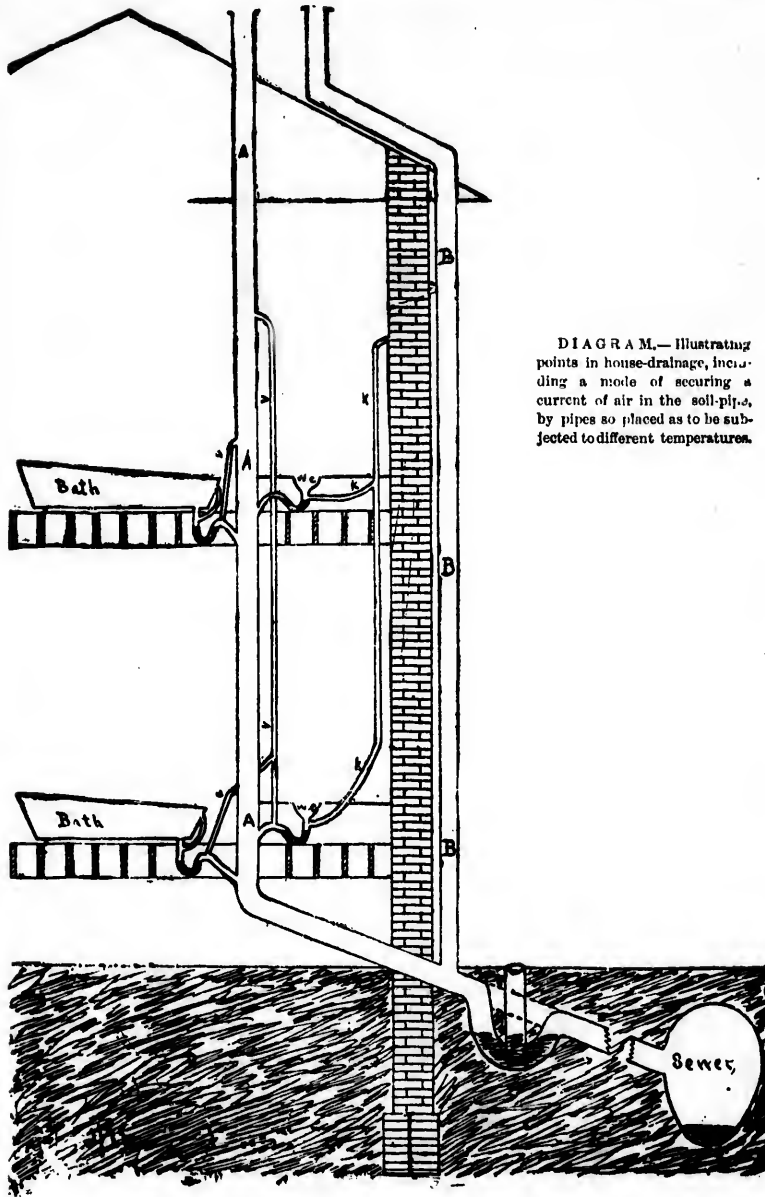 A
B
DIAGRAM.— Illustrating
points in house-drainage, inclu-
ding a mode of securing a
current of air in the soil-pipe,
by pipes so placed as to be sub-
jected to different temperatures.
v
k
v
A
Bath
w c
k
B
v
k
v
A
Bath
w c
B
Sewer,